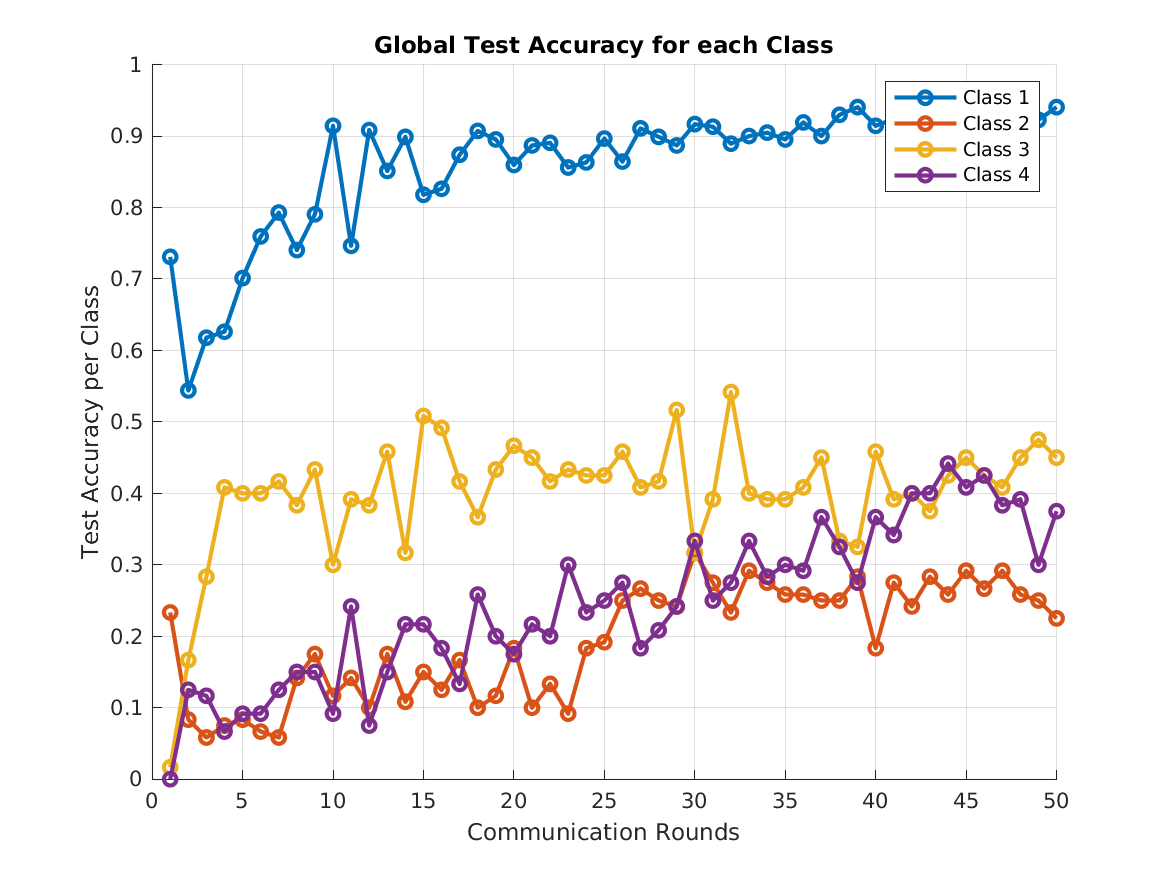 Global Test Accuracy for each Class
Test Accuracy per Class
1
0.9
0.8
0.7
0.6
0.5
0.4
0.3
0.2
0.1
0
Class 1
Class 2
Class 3
Class 4
0 5 10 15 20 25 30 35 40 45 50
Communication Rounds